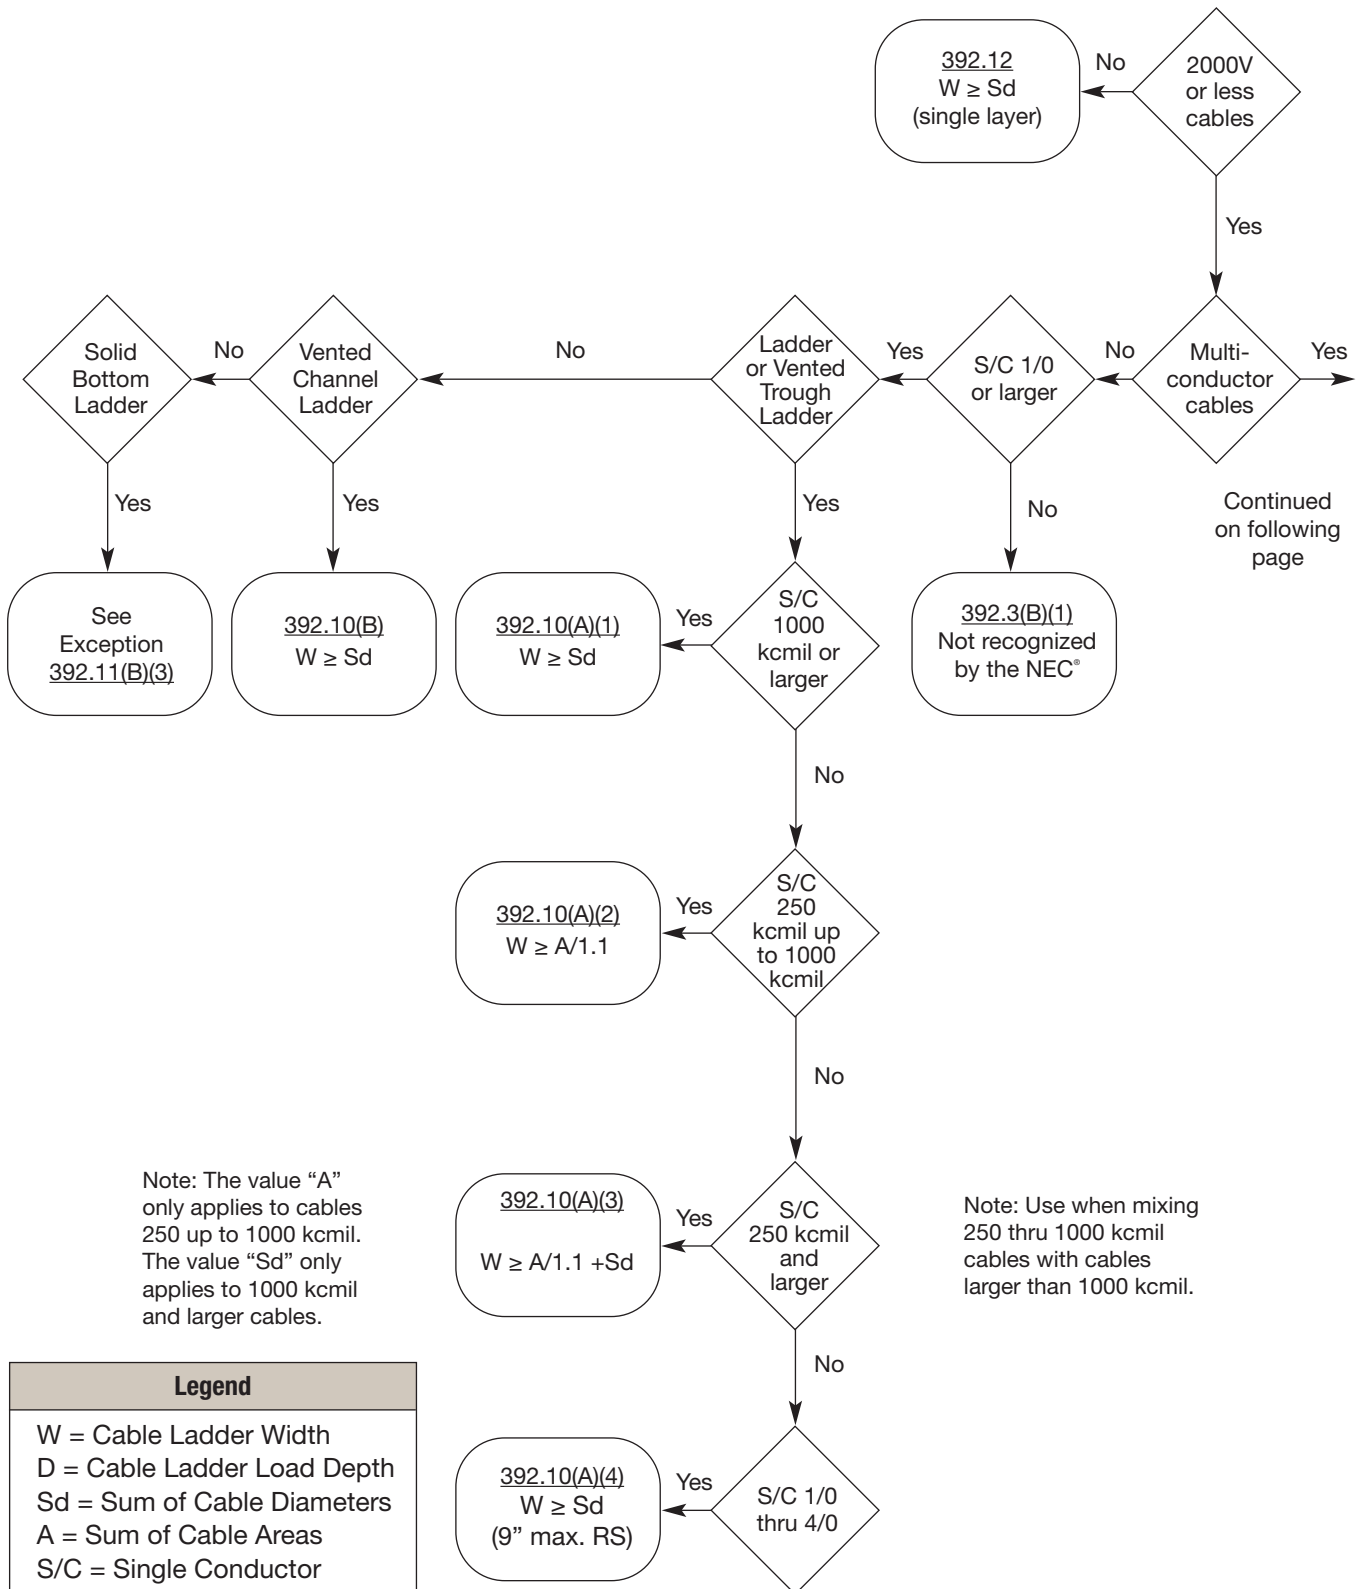 392.12
W ≥ Sd
(single layer)
No
2000V
or less
cables
Yes
Solid
Bottom
Ladder
No
Vented
Channel
Ladder
No
Ladder
or Vented
Trough
Ladder
Yes
S/C 1/0
or larger
No
Multi-
conductor
cables
Yes
Yes
Yes
Yes
No
Continued
on following
page
See
Exception
392.11(B)(3)
392.10(B)
W ≥ Sd
392.10(A)(1)
W ≥ Sd
Yes
S/C
1000
kcmil or
larger
392.3(B)(1)
Not recognized
by the NEC®
No
392.10(A)(2)
W ≥ A/1.1
Yes
S/C
250
kcmil up
to 1000
kcmil
No
Note: The value “A”
only applies to cables
250 up to 1000 kcmil.
The value “Sd” only
applies to 1000 kcmil
and larger cables.
392.10(A)(3)
W ≥ A/1.1 +Sd
Yes
S/C
250 kcmil
and
larger
Note: Use when mixing
250 thru 1000 kcmil
cables with cables
larger than 1000 kcmil.
No
Legend
W = Cable Ladder Width
D = Cable Ladder Load Depth
Sd = Sum of Cable Diameters
A = Sum of Cable Areas
S/C = Single Conductor
392.10(A)(4)
W ≥ Sd
(9” max. RS)
Yes
S/C 1/0
thru 4/0